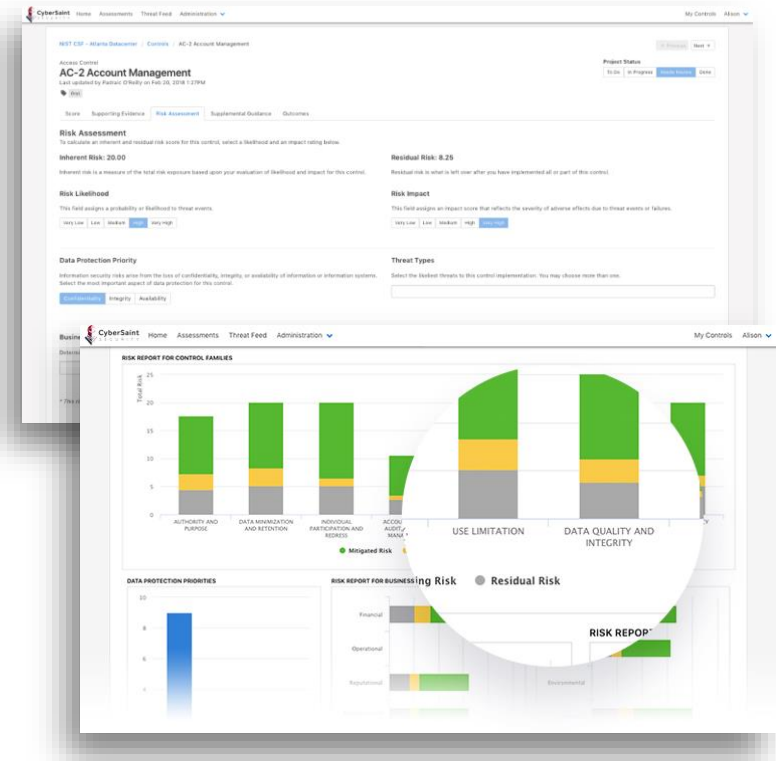 CyberSaint Home Assessments Threat Feed Administration My Controls Alison
SECURITY
NIST CSF - Atlanta Datacenter | Controls | AC-2 Account Management
Previous Next
Access Control
Project Status
AC-2 Account Management
To Do In Progress Done
Last updated by Padraic O'Reilly on Feb 28, 2018 1:27PM
Score Supporting Evidence Risk Assessment Supplemental Guidance Outcomes
Risk Assessment
To calculate an inherent and residual risk score for this control, select a likelihood and an impact rating below.
Inherent Risk: 20.00 Residual Risk: 8.25
Inherent risk is a measure of the total risk exposure based upon your evaluation of likelihood and impact for this control. Residual risk is what is left over after you have implemented all or part of this control.
Risk Likelihood Risk Impact
This field assigns a probability or likelihood to threat events. This field assigns an impact score that reflects the severity of adverse effects due to threat events or failures.
Very Low Low Medium High Very High Very Low Low Medium High Very High
Data Protection Priority Threat Types
Information security risks arise from the loss of confidentiality, integrity, or availability of information or information systems. Select the likeliest threats to this control implementation. You may choose more than one.
Select the most important aspect of data protection for this control.
Confidentiality Integrity Availability
Busine
CyberSaint Home Assessments Threat Feed Administration My Controls Alison
SECURITY
RISK REPORT FOR CONTROL FAMILIES
Total Risk
25
20
15
10
5
0
AUTHORITY AND PURPOSE
DATA MINIMIZATION AND RETENTION
INDIVIDUAL PARTICIPATION AND REDRESS
USE LIMITATION
DATA QUALITY AND INTEGRITY
Mitigated Risk
ing Risk Residual Risk
DATA PROTECTION PRIORITIES RISK REPORT FOR BUSINESS
RISK REPOR
10
8
6
4
Financial
Operational
Reputational
Environmental